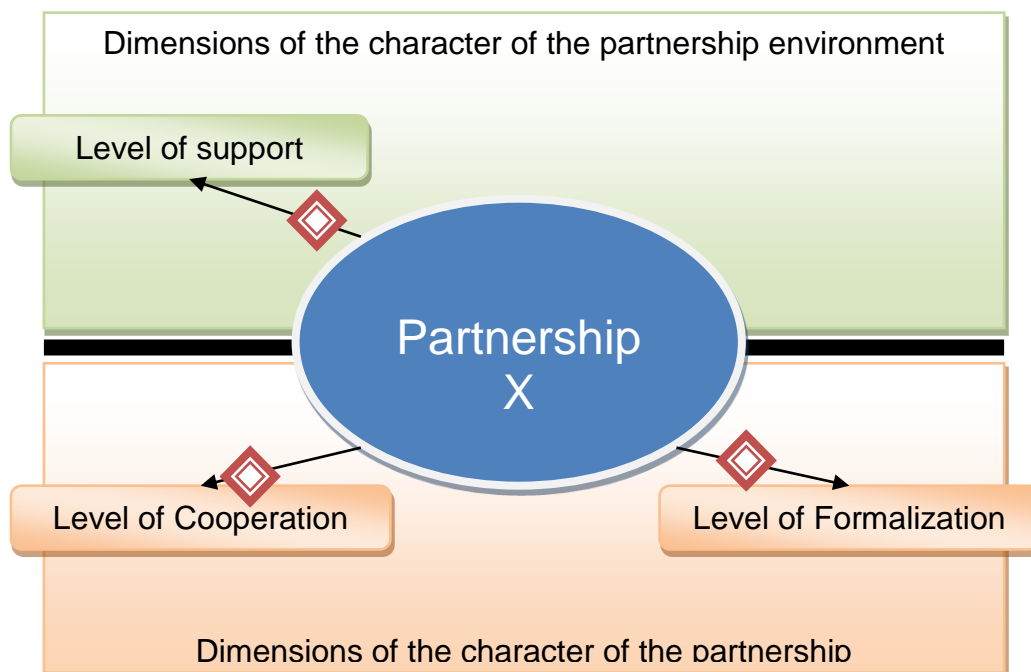 Dimensions of the character of the partnership environment
Level of support
Partnership
X
Level of Cooperation
Level of Formalization
Dimensions of the character of the partnership